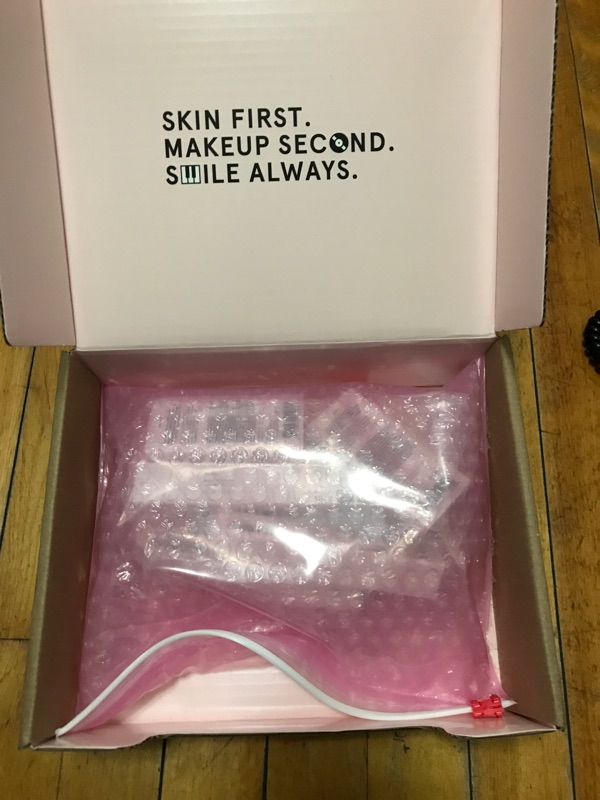 SKIN FIRST.
MAKEUP SECOND.
SMILE ALWAYS.